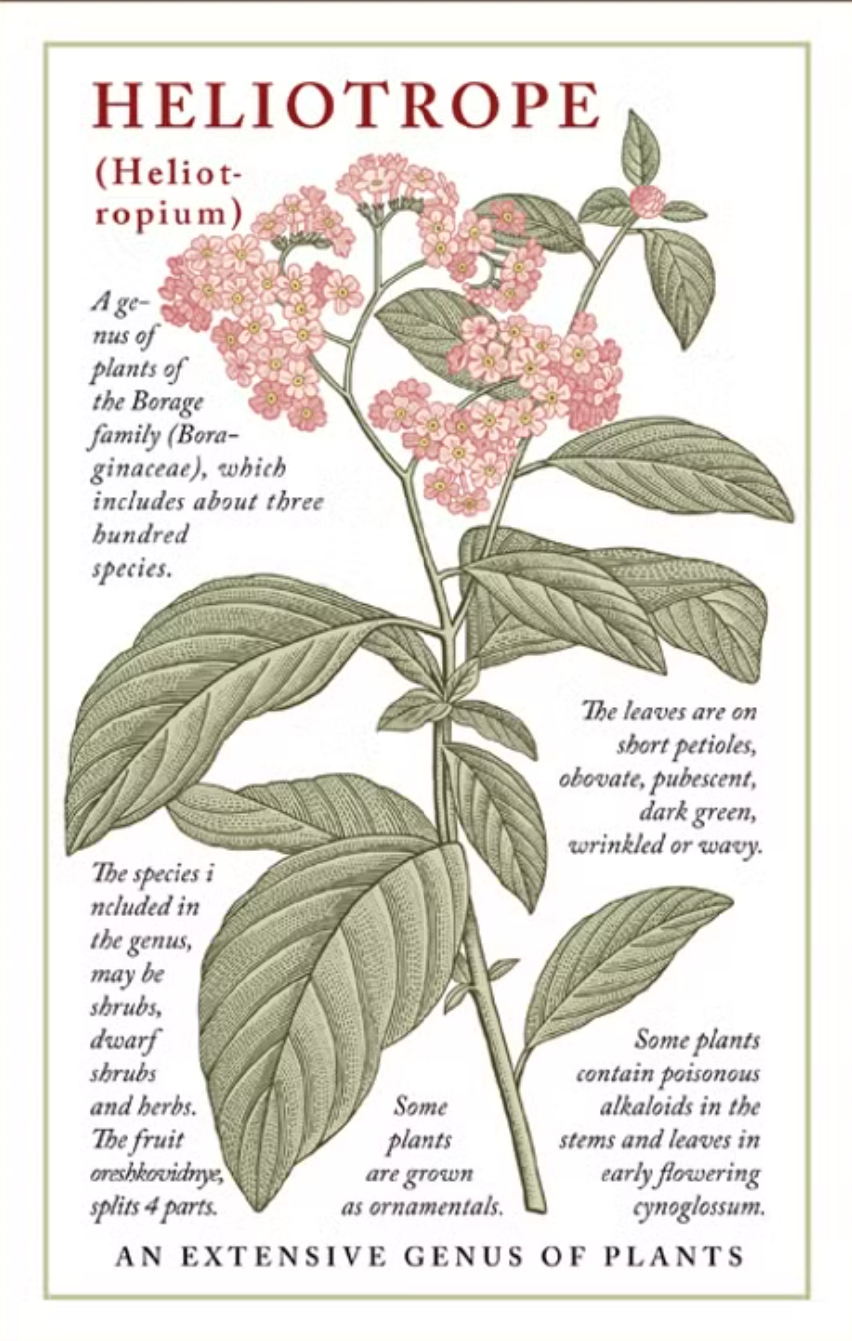 HELIOTROPE
(Heliot-
ropium)
A ge-
nus of
plants of
the Borage
family (Bora-
ginaceae), which
includes about three
hundred
species.
The leaves are on
short petioles,
obovate, pubescent,
dark green,
wrinkled or wavy.
The species i
ncluded in
the genus,
may be
shrubs,
dwarf
shrubs
and herbs.
The fruit
oreshkovidnye,
splits 4 parts.
Some
plants
are grown
as ornamentals.
Some plants
contain poisonous
alkaloids in the
stems and leaves in
early flowering
cynoglossum.
AN EXTENSIVE GENUS OF PLANTS